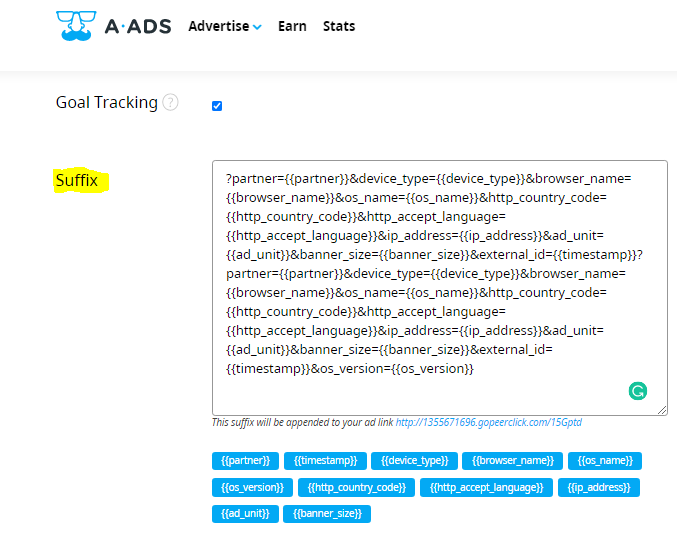 A-ADS Advertise Earn Stats
Goal Tracking ?
Suffix
?partner={{partner}}&device_type={{device_type}}&browser_name=
{{browser_name}}&os_name={{os_name}}&http_country_code=
{{http_country_code}}&http_accept_language=
{{http_accept_language}}&ip_address={{ip_address}}&ad_unit=
{{ad_unit}}&banner_size={{banner_size}}&external_id={{timestamp}}?
partner={{partner}}&device_type={{device_type}}&browser_name=
{{browser_name}}&os_name={{os_name}}&http_country_code=
{{http_country_code}}&http_accept_language=
{{http_accept_language}}&ip_address={{ip_address}}&ad_unit=
{{ad_unit}}&banner_size={{banner_size}}&external_id=
{{timestamp}}&os_version={{os_version}}
This suffix will be appended to your ad link http://1355671696.gopeerclick.com/15Gptd
{{partner}} {{timestamp}} {{device_type}} {{browser_name}} {{os_name}}
{{os_version}} {{http_country_code}} {{http_accept_language}} {{ip_address}}
{{ad_unit}} {{banner_size}}